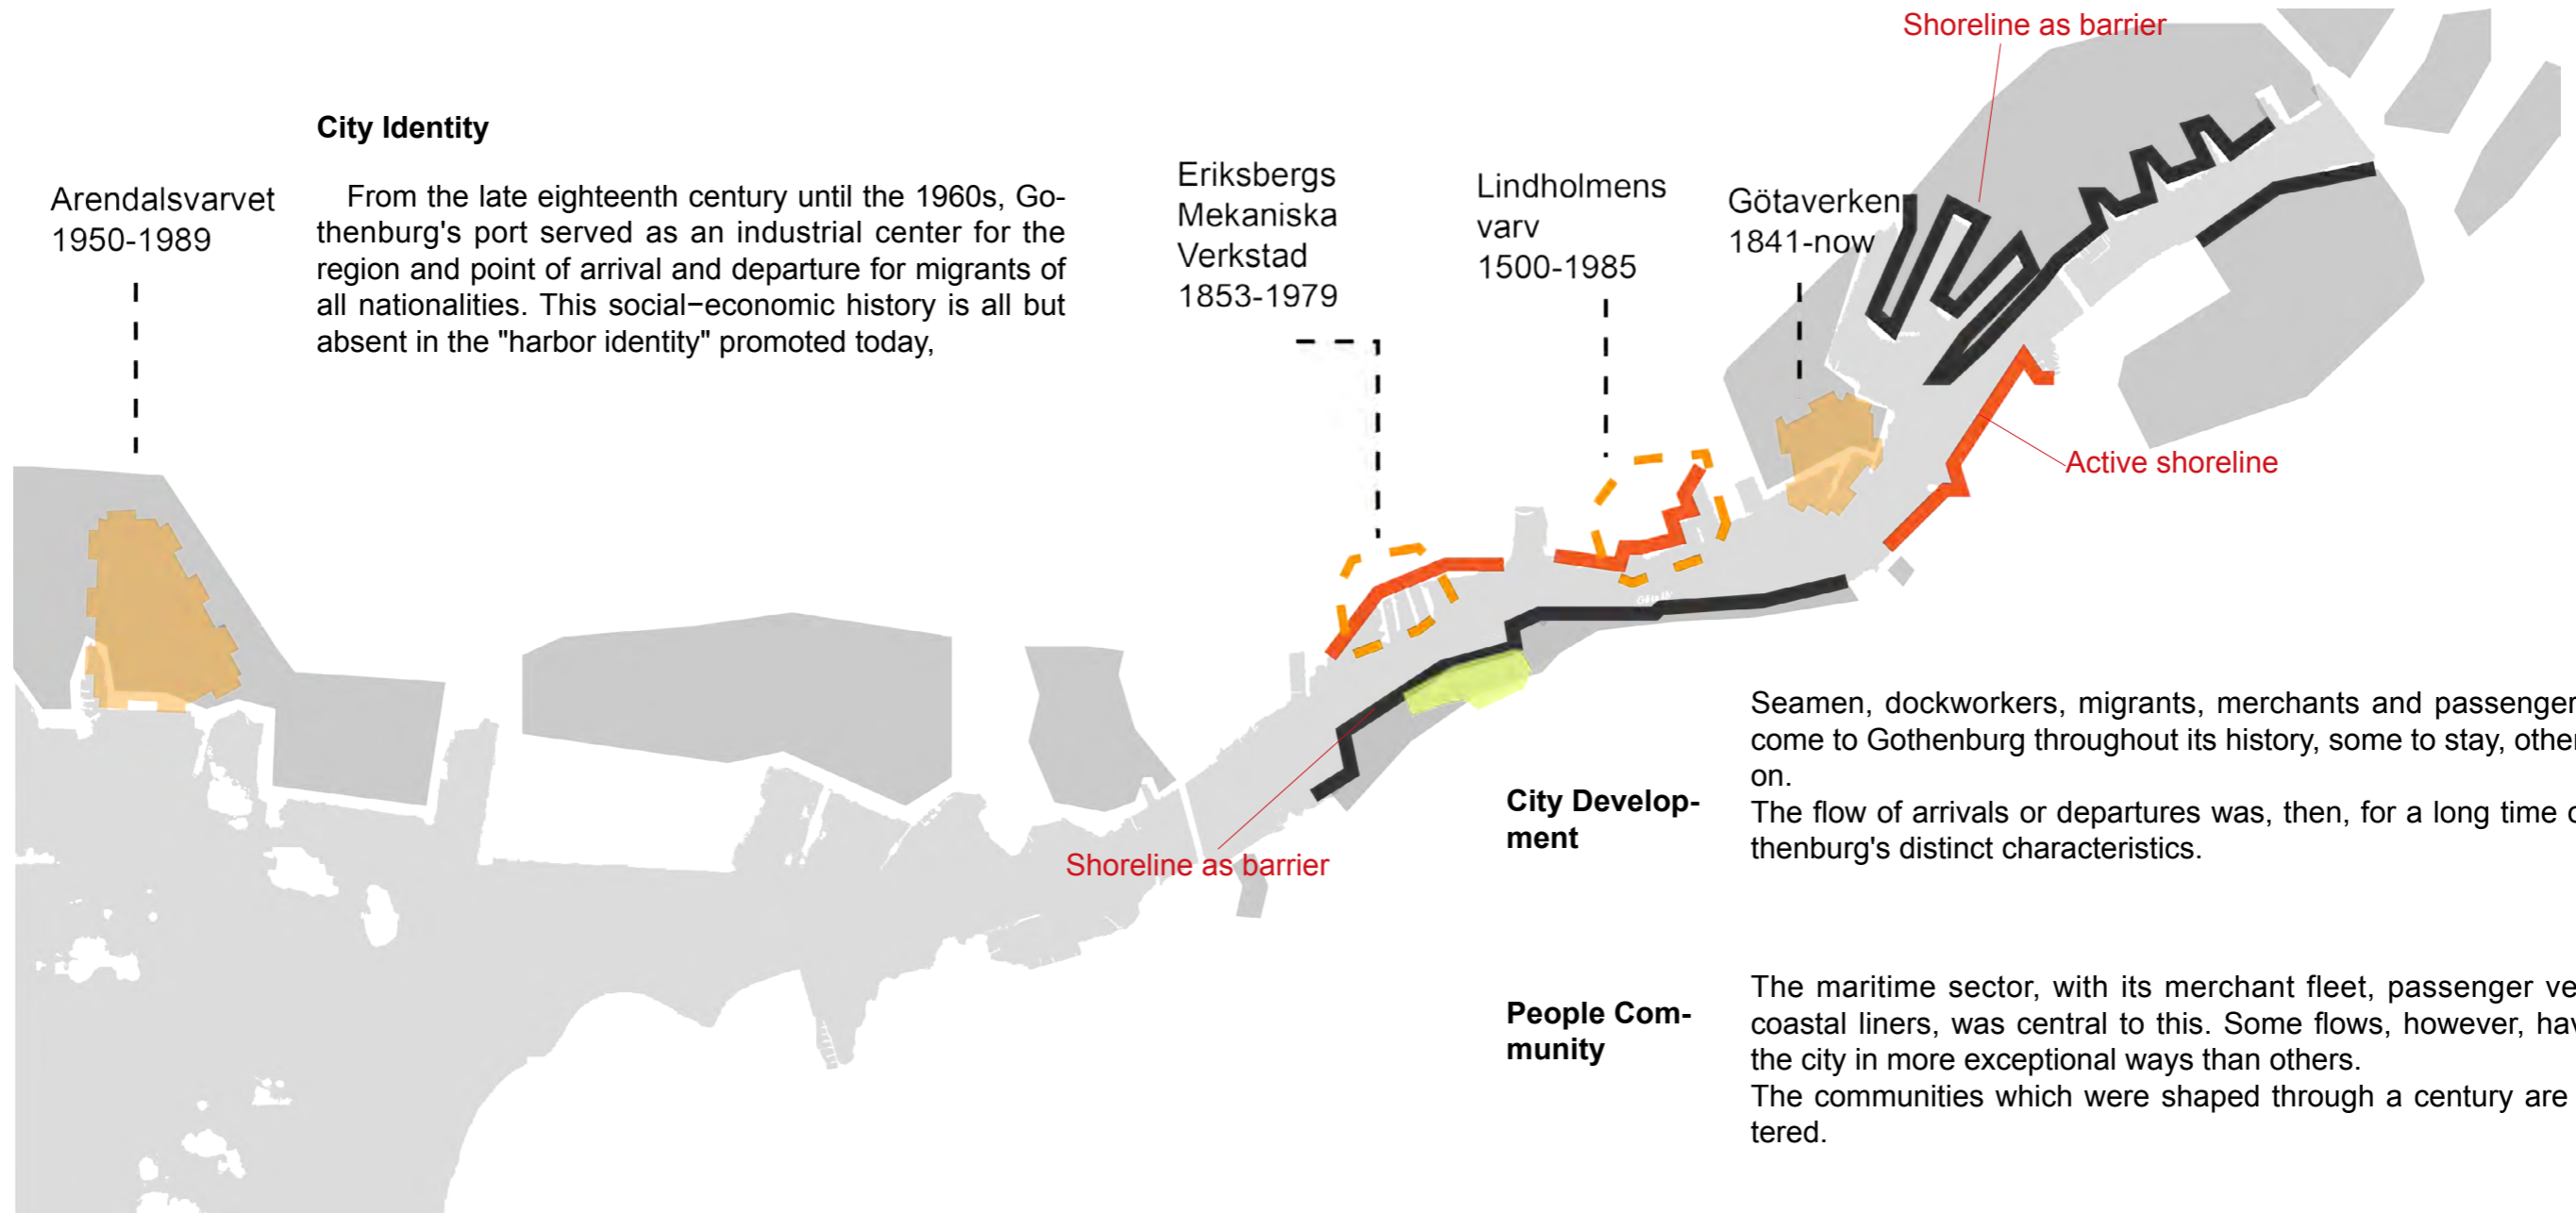 Shoreline as barrier
City Identity
Arendalsvarvet
1950-1989
From the late eighteenth century until the 1960s, Go-
thenburg's port served as an industrial center for the
region and point of arrival and departure for migrants of
all nationalities. This social−economic history is all but
absent in the "harbor identity" promoted today,
Eriksbergs
Mekaniska
Verkstad
1853-1979
Lindholmens
varv
1500-1985
Götaverken
1841-now
Active shoreline
Shoreline as barrier
City Develop-
ment
Seamen, dockworkers, migrants, merchants and passenger
come to Gothenburg throughout its history, some to stay, other
on.
The flow of arrivals or departures was, then, for a long time
thenburg's distinct characteristics.
People Com-
munity
The maritime sector, with its merchant fleet, passenger ve
coastal liners, was central to this. Some flows, however, hav
the city in more exceptional ways than others.
The communities which were shaped through a century are
tered.